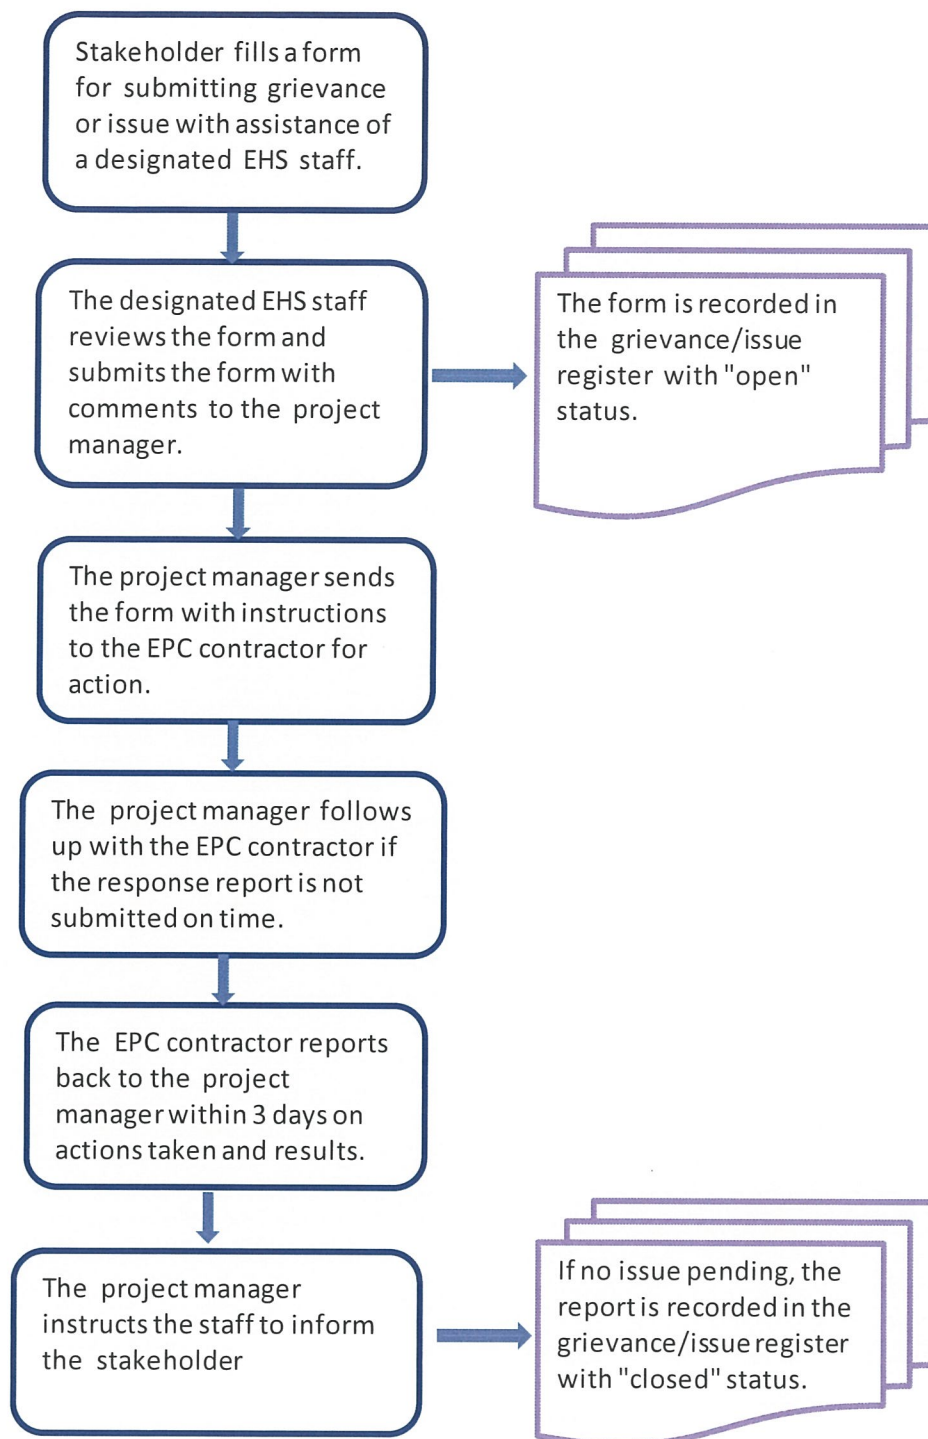 Stakeholder fills a form
for submitting grievance
or issue with assistance of
a designated EHS staff.
The designated EHS staff
reviews the form and
submits the form with
comments to the project
manager.
The form is recorded in
the grievance/issue
register with "open"
status.
The project manager sends
the form with instructions
to the EPC contractor for
action.
The project manager follows
up with the EPC contractor if
the response report is not
submitted on time.
The EPC contractor reports
back to the project
manager within 3 days on
actions taken and results.
The project manager
instructs the staff to inform
the stakeholder
If no issue pending, the
report is recorded in the
grievance/issue register
with "closed" status.